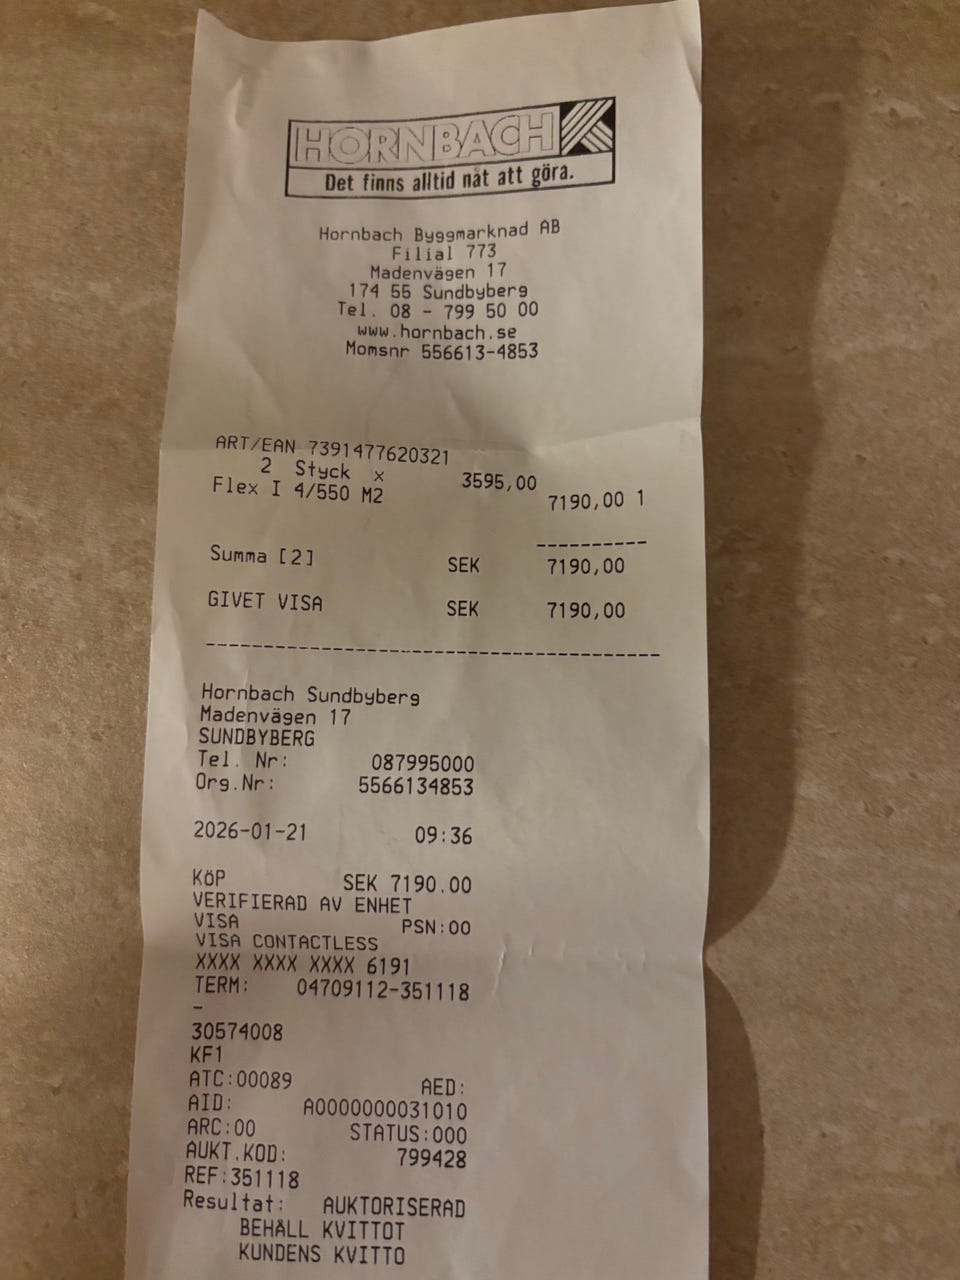 HORNBACH
Det finns alltid nåt att göra.
Hornbach Byggmarknad AB
Filial 773
Madenvägen 17
174 55 Sundbyberg
Tel. 08 - 799 50 00
www.hornbach.se
Momsnr 556613-4853
ART/EAN 7391477620321
2 Styck x 3595,00
Flex I 4/550 M2 7190,00 1
----------
Summa [2] SEK 7190,00
GIVET VISA SEK 7190,00
----------------------------------------
Hornbach Sundbyberg
Madenvägen 17
SUNDBYBERG
Tel. Nr: 087995000
Org.Nr: 5566134853
2026-01-21 09:36
KÖP SEK 7190.00
VERIFIERAD AV ENHET
VISA PSN:00
VISA CONTACTLESS
XXXX XXXX XXXX 6191
TERM: 04709112-351118
-
30574008
KF1
ATC:00089 AED:
AID: A0000000031010
ARC:00 STATUS:000
AUKT.KOD: 799428
REF:351118
Resultat: AUKTORISERAD
BEHÅLL KVITTOT
KUNDENS KVITTO